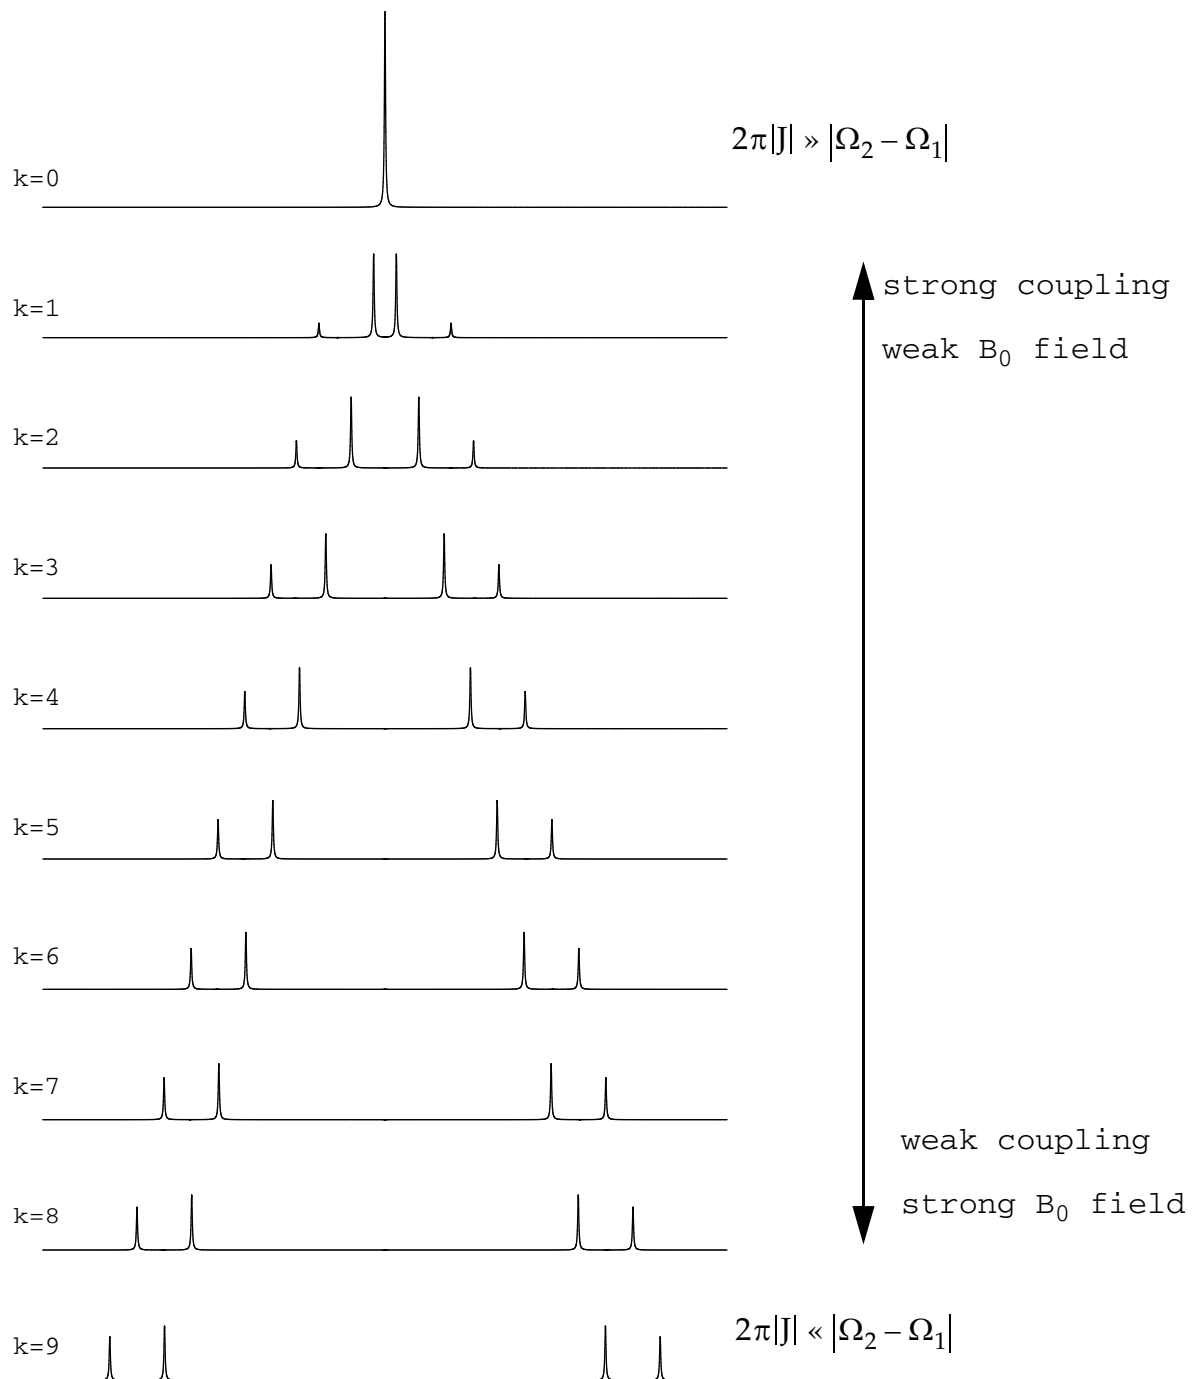 2π|J| » |Ω₂ – Ω₁|
k=0
k=1
strong coupling
weak B₀ field
k=2
k=3
k=4
k=5
k=6
k=7
weak coupling
k=8
strong B₀ field
2π|J| « |Ω₂ – Ω₁|
k=9